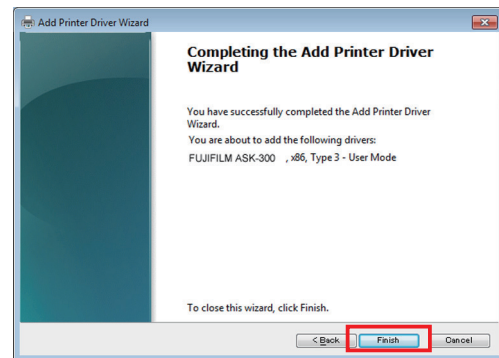 Add Printer Driver Wizard
Completing the Add Printer Driver
Wizard
You have successfully completed the Add Printer Driver
Wizard.
You are about to add the following drivers:
FUJIFILM ASK-300 , x86, Type 3 - User Mode
To close this wizard, click Finish.
< Back Finish Cancel